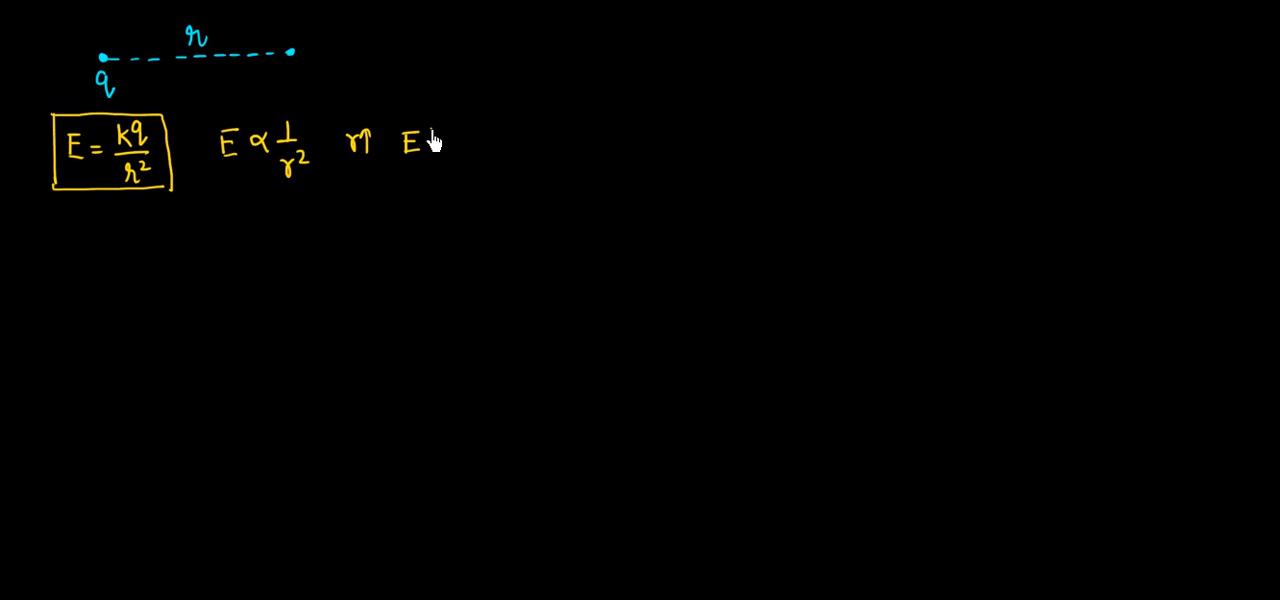 r
q
E = kq/r² E ∝ 1/r² r↑ E